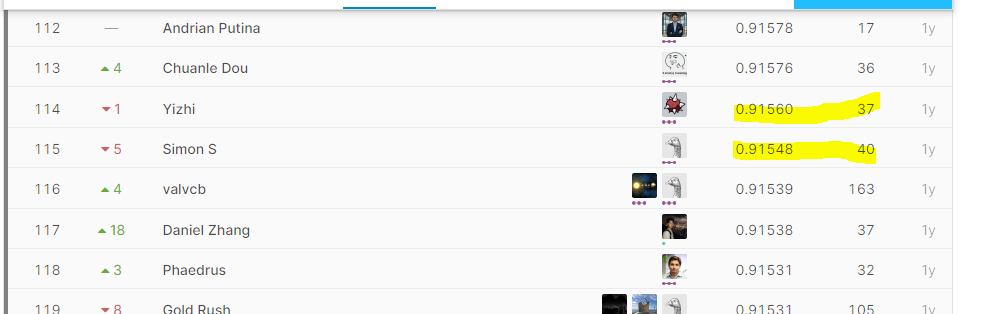 112 — Andrian Putina 0.91578 17 1y
113 4 Chuanle Dou 0.91576 36 1y
114 1 Yizhi 0.91560 37 1y
115 5 Simon S 0.91548 40 1y
116 4 valvcb 0.91539 163 1y
117 18 Daniel Zhang 0.91538 37 1y
118 3 Phaedrus 0.91531 32 1y
119 8 Gold Rush 0.91531 105 1y